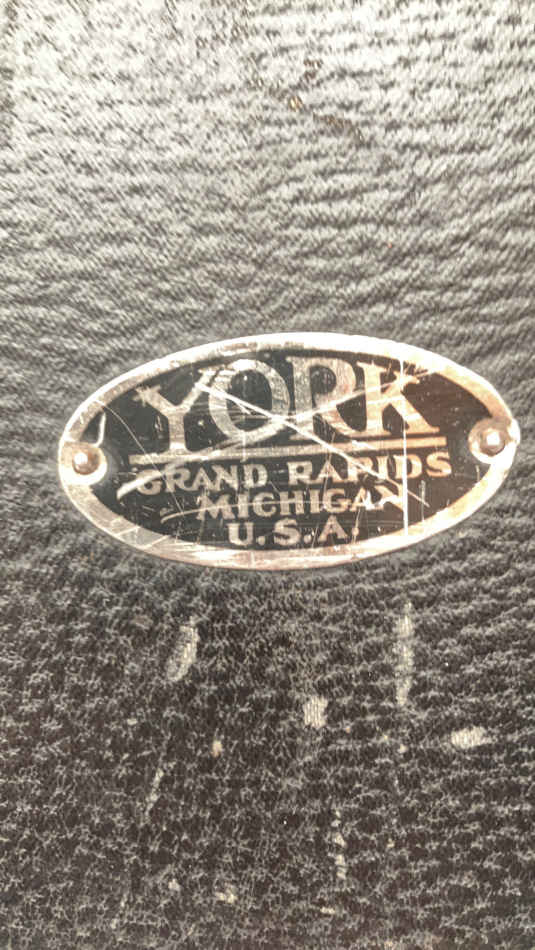 YORK
GRAND RAPIDS
MICHIGAN
U.S.A.